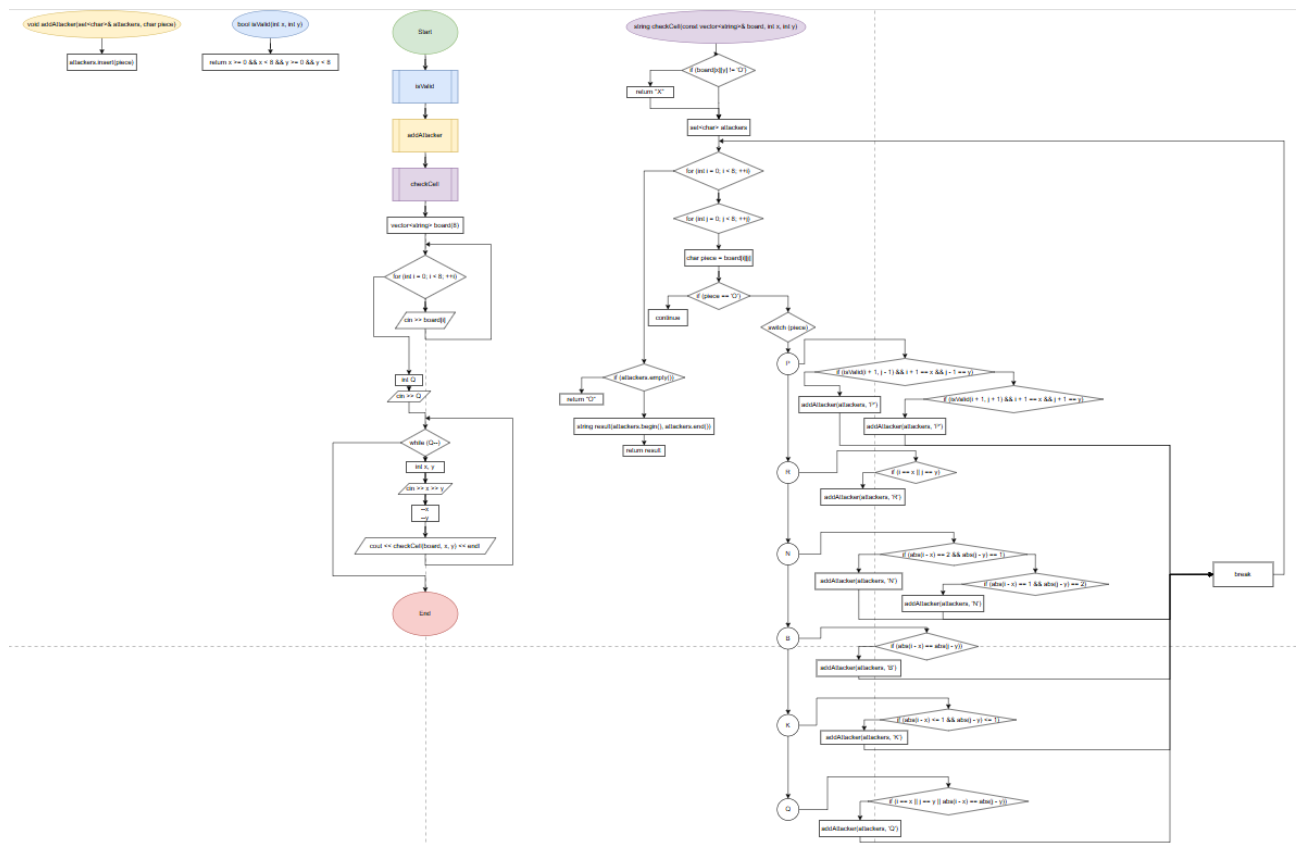 void addAttacker(set<char>& attackers, char piece)
attackers.insert(piece)
bool isValid(int x, int y)
return x >= 0 && x < 8 && y >= 0 && y < 8
Start
isValid
addAttacker
checkCell
vector<string> board(8)
for (int i = 0; i < 8; ++i)
cin >> board[i]
int Q
cin >> Q
while (Q--)
int x, y
cin >> x >> y
--x
--y
cout << checkCell(board, x, y) << endl
End
string checkCell(const vector<string>& board, int x, int y)
if (board[x][y] != 'O')
return "X"
set<char> attackers
for (int i = 0; i < 8; ++i)
for (int j = 0; j < 8; ++j)
char piece = board[i][j]
if (piece == 'O')
continue
switch (piece)
if (attackers.empty())
return "O"
string result(attackers.begin(), attackers.end())
return result
P
if (isValid(i + 1, j - 1) && i + 1 == x && j - 1 == y)
addAttacker(attackers, 'P')
if (isValid(i + 1, j + 1) && i + 1 == x && j + 1 == y)
addAttacker(attackers, 'P')
R
if (i == x || j == y)
addAttacker(attackers, 'R')
N
if (abs(i - x) == 2 && abs(j - y) == 1)
addAttacker(attackers, 'N')
if (abs(i - x) == 1 && abs(j - y) == 2)
addAttacker(attackers, 'N')
break
B
if (abs(i - x) == abs(j - y))
addAttacker(attackers, 'B')
K
if (abs(i - x) <= 1 && abs(j - y) <= 1)
addAttacker(attackers, 'K')
Q
if (i == x || j == y || abs(i - x) == abs(j - y))
addAttacker(attackers, 'Q')